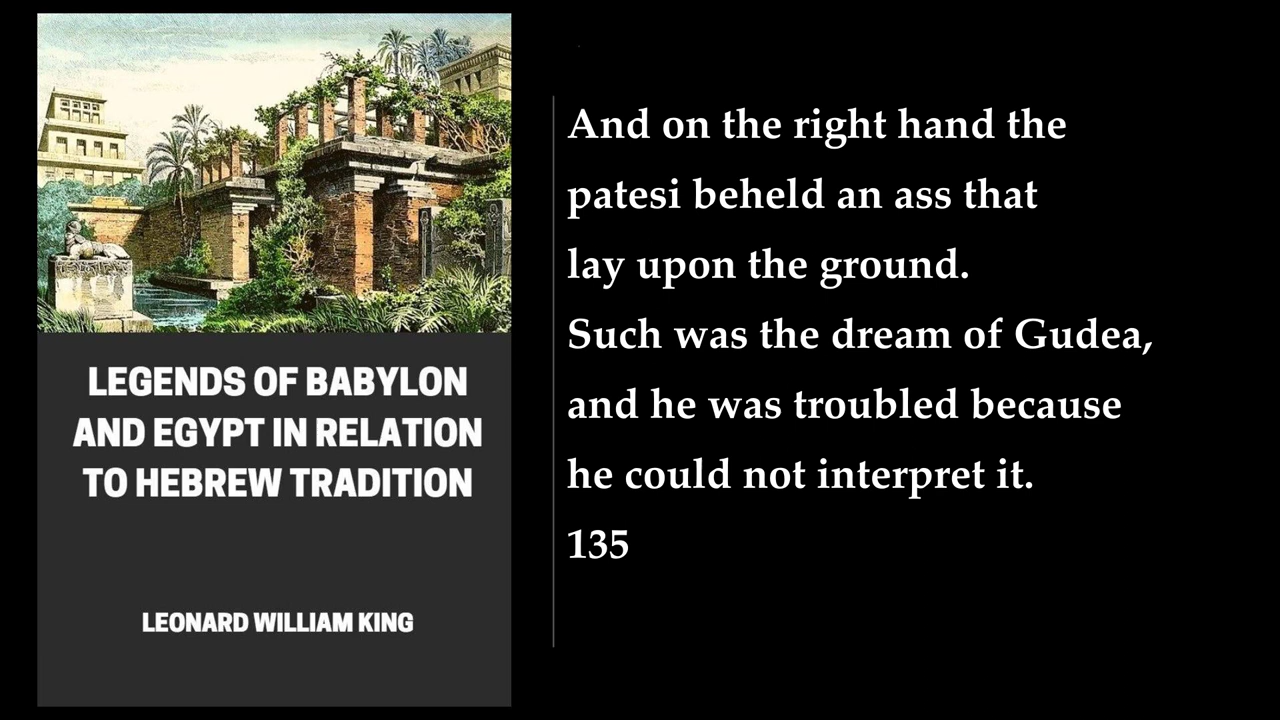 LEGENDS OF BABYLON
AND EGYPT IN RELATION
TO HEBREW TRADITION
LEONARD WILLIAM KING
And on the right hand the
patesi beheld an ass that
lay upon the ground.
Such was the dream of Gudea,
and he was troubled because
he could not interpret it.
135